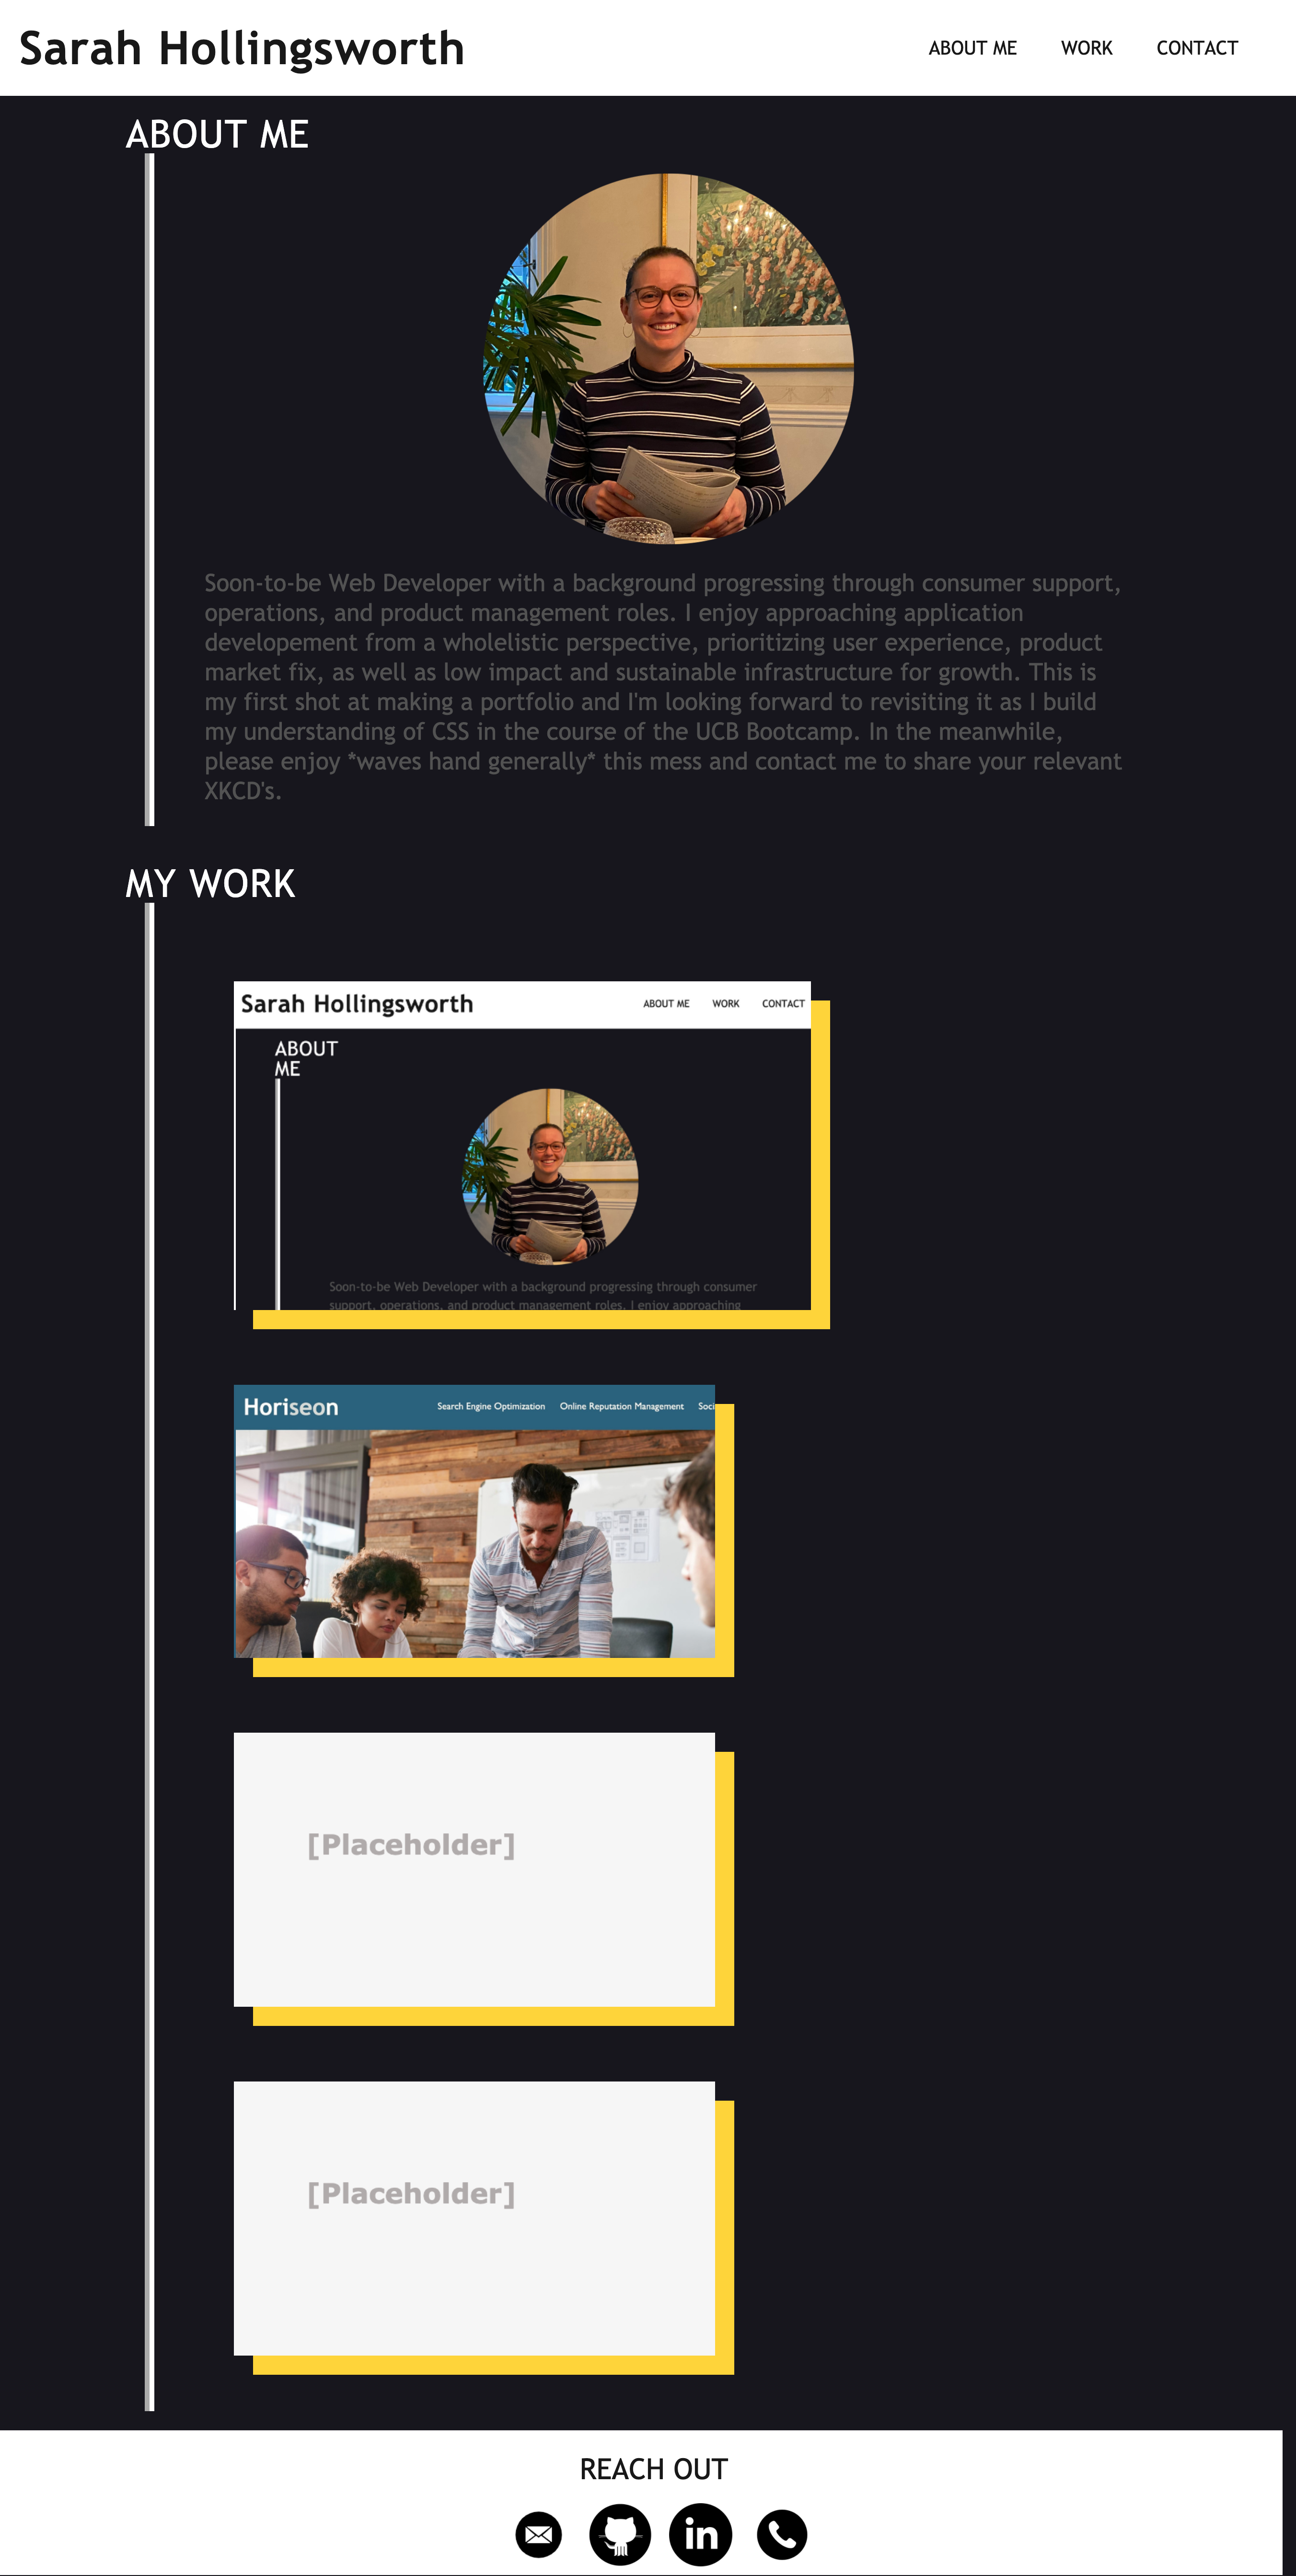 Sarah Hollingsworth
ABOUT ME WORK CONTACT
ABOUT ME
Soon-to-be Web Developer with a background progressing through consumer support,
operations, and product management roles. I enjoy approaching application
developement from a wholelistic perspective, prioritizing user experience, product
market fix, as well as low impact and sustainable infrastructure for growth. This is
my first shot at making a portfolio and I'm looking forward to revisiting it as I build
my understanding of CSS in the course of the UCB Bootcamp. In the meanwhile,
please enjoy *waves hand generally* this mess and contact me to share your relevant
XKCD's.
MY WORK
Sarah Hollingsworth
ABOUT ME WORK CONTACT
ABOUT
ME
Soon-to-be Web Developer with a background progressing through consumer
support, operations, and product management roles. I enjoy approaching
Horiseon
Search Engine Optimization Online Reputation Management Soci
[Placeholder]
[Placeholder]
REACH OUT
in